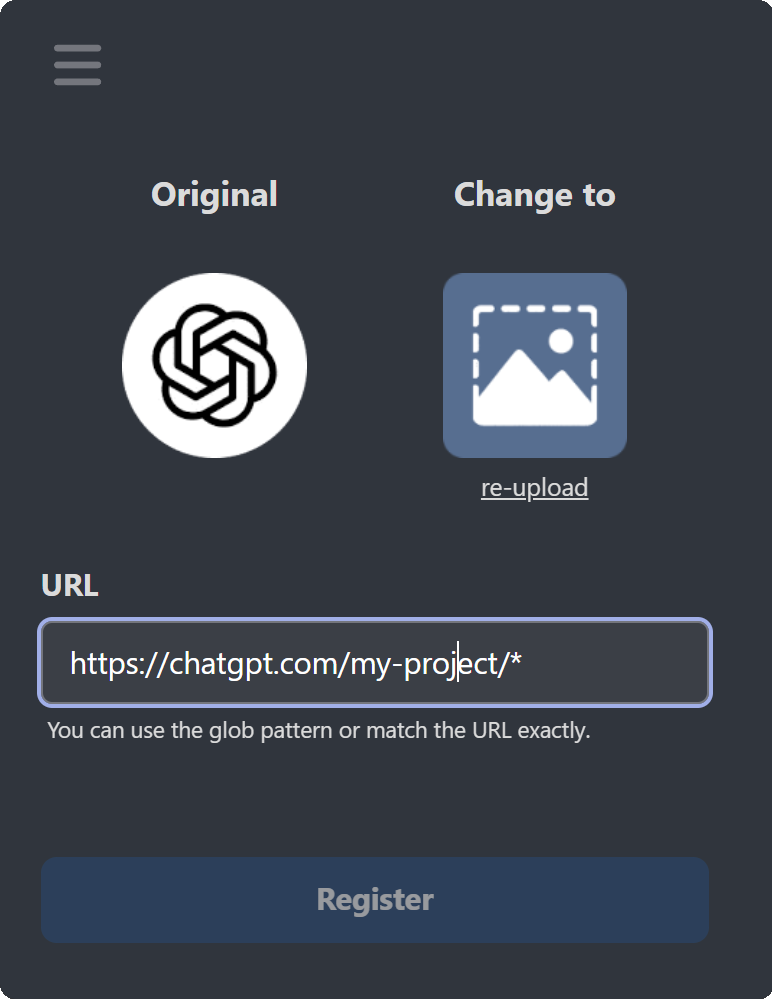 Original
Change to
re-upload
URL
https://chatgpt.com/my-project/*
You can use the glob pattern or match the URL exactly.
Register